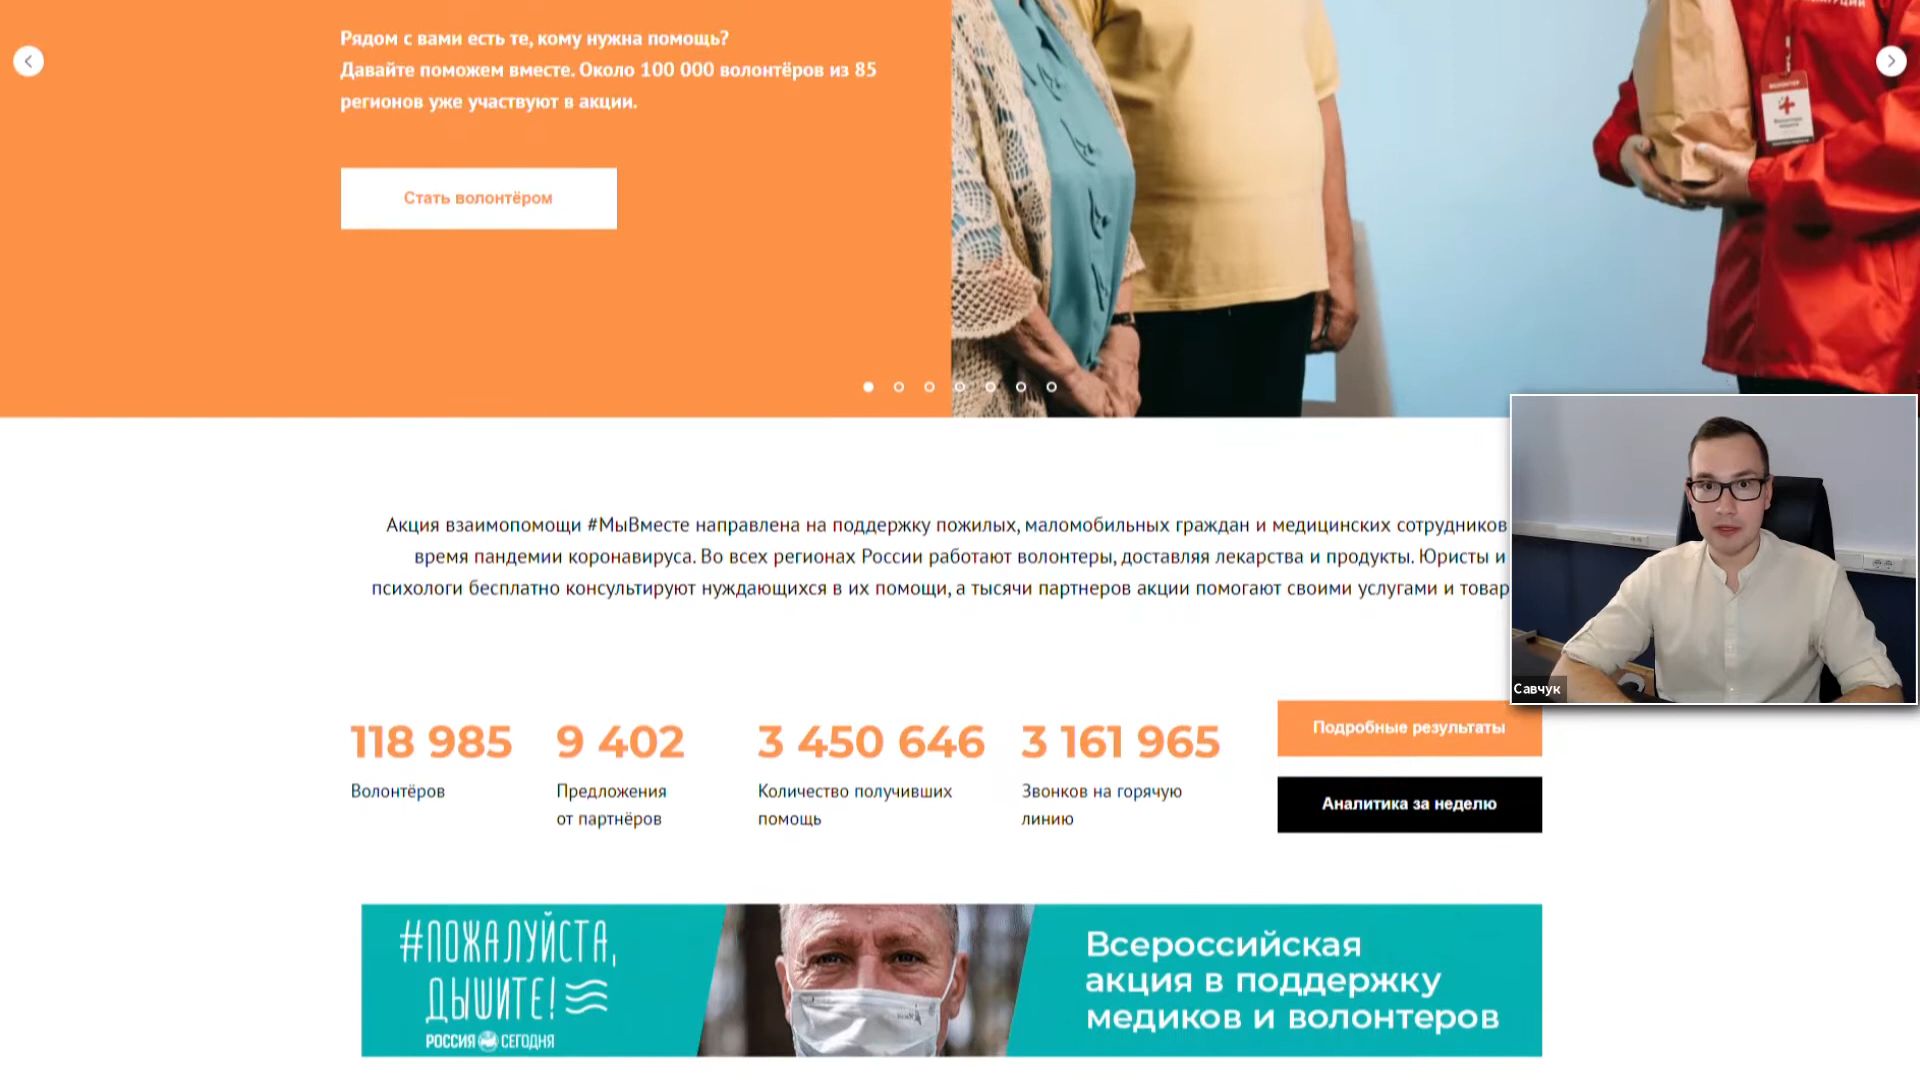 Рядом с вами есть те, кому нужна помощь?
Давайте поможем вместе. Около 100 000 волонтёров из 85
регионов уже участвуют в акции.
Стать волонтёром
Акция взаимопомощи #МыВместе направлена на поддержку пожилых, маломобильных граждан и медицинских сотрудников
время пандемии коронавируса. Во всех регионах России работают волонтеры, доставляя лекарства и продукты. Юристы и
психологи бесплатно консультируют нуждающихся в их помощи, а тысячи партнеров акции помогают своими услугами и товар
Савчук
118 985
Волонтёров
9 402
Предложения
от партнёров
3 450 646
Количество получивших
помощь
3 161 965
Звонков на горячую
линию
Подробные результаты
Аналитика за неделю
#ПОЖАЛУЙСТА,
ДЫШИТЕ!
РОССИЯ СЕГОДНЯ
Всероссийская
акция в поддержку
медиков и волонтеров